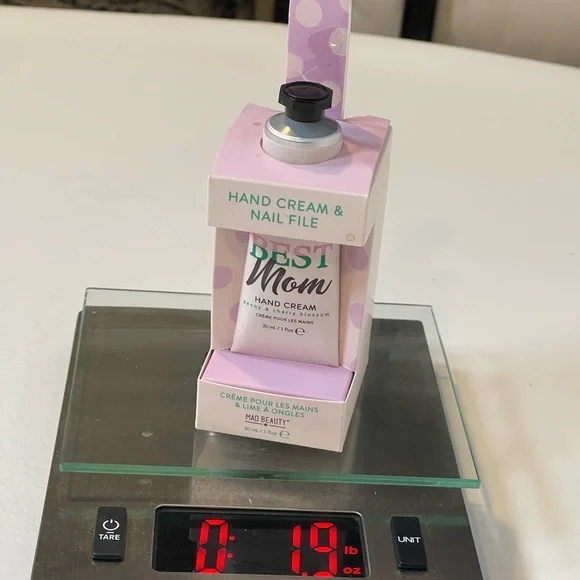 HAND CREAM &
NAIL FILE
BEST
Mom
HAND CREAM
peony & cherry blossom
CRÈME POUR LES MAINS
30 mL / 1 fl oz e
CRÈME POUR LES MAINS
& LIME À ONGLES
MAD BEAUTY™
30 mL / 1 fl oz e
TARE
0: 1.9 lb
oz
UNIT